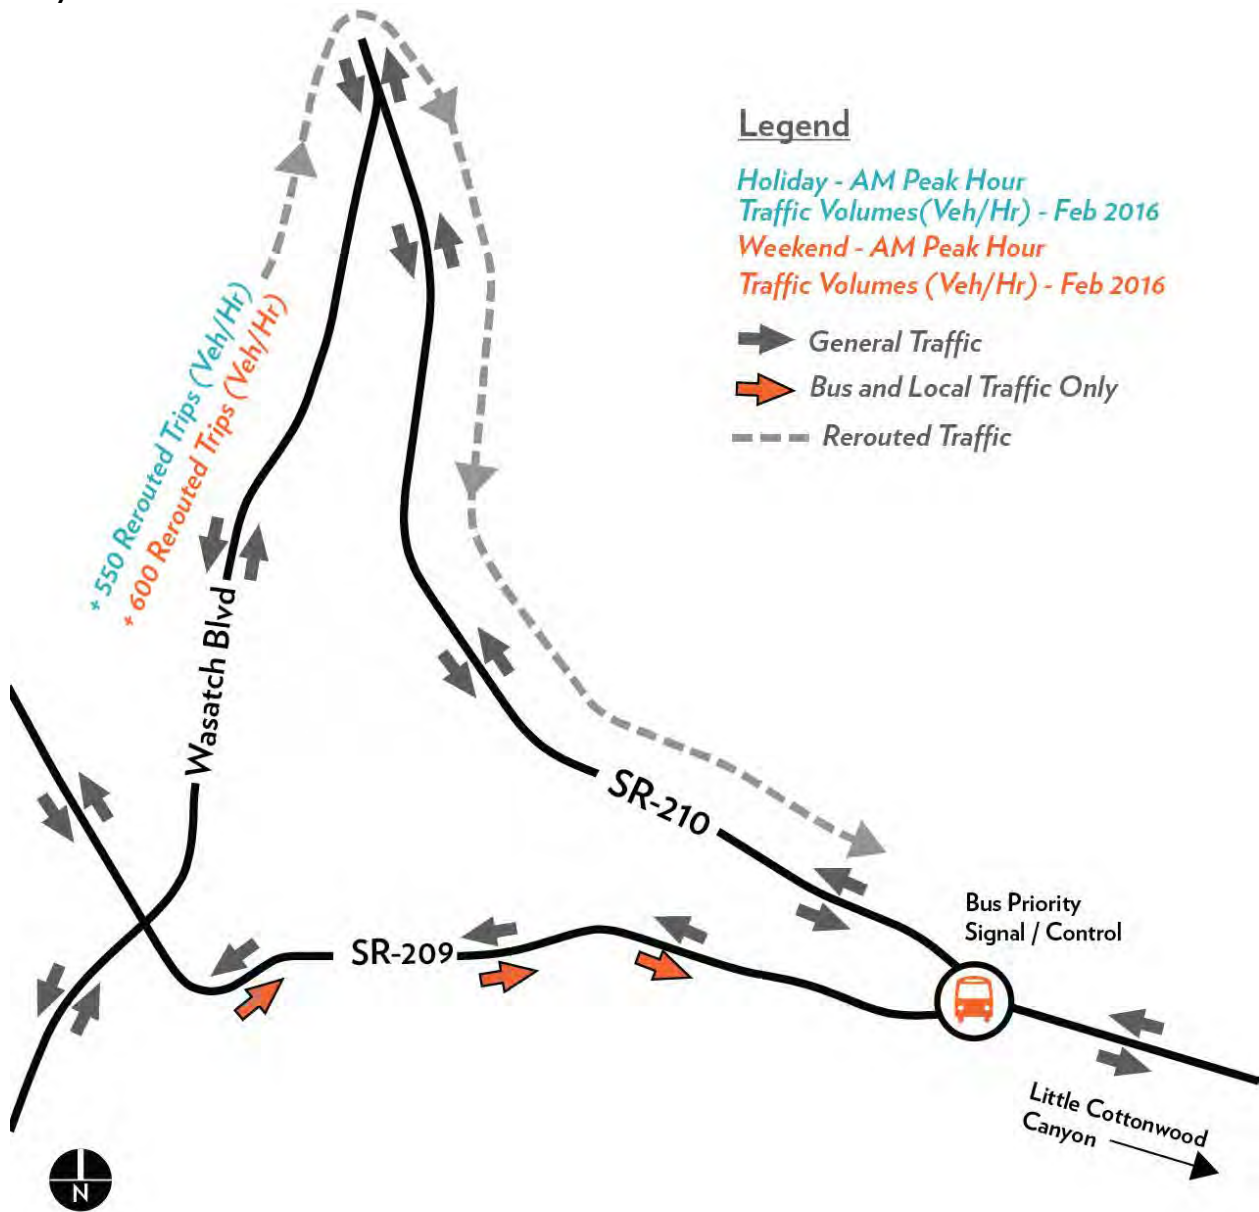 Legend
Holiday - AM Peak Hour
Traffic Volumes(Veh/Hr) - Feb 2016
Weekend - AM Peak Hour
Traffic Volumes (Veh/Hr) - Feb 2016
General Traffic
Bus and Local Traffic Only
Rerouted Traffic
+ 550 Rerouted Trips (Veh/Hr)
+ 600 Rerouted Trips (Veh/Hr)
Wasatch Blvd
SR-210
SR-209
Bus Priority
Signal / Control
Little Cottonwood
Canyon
N